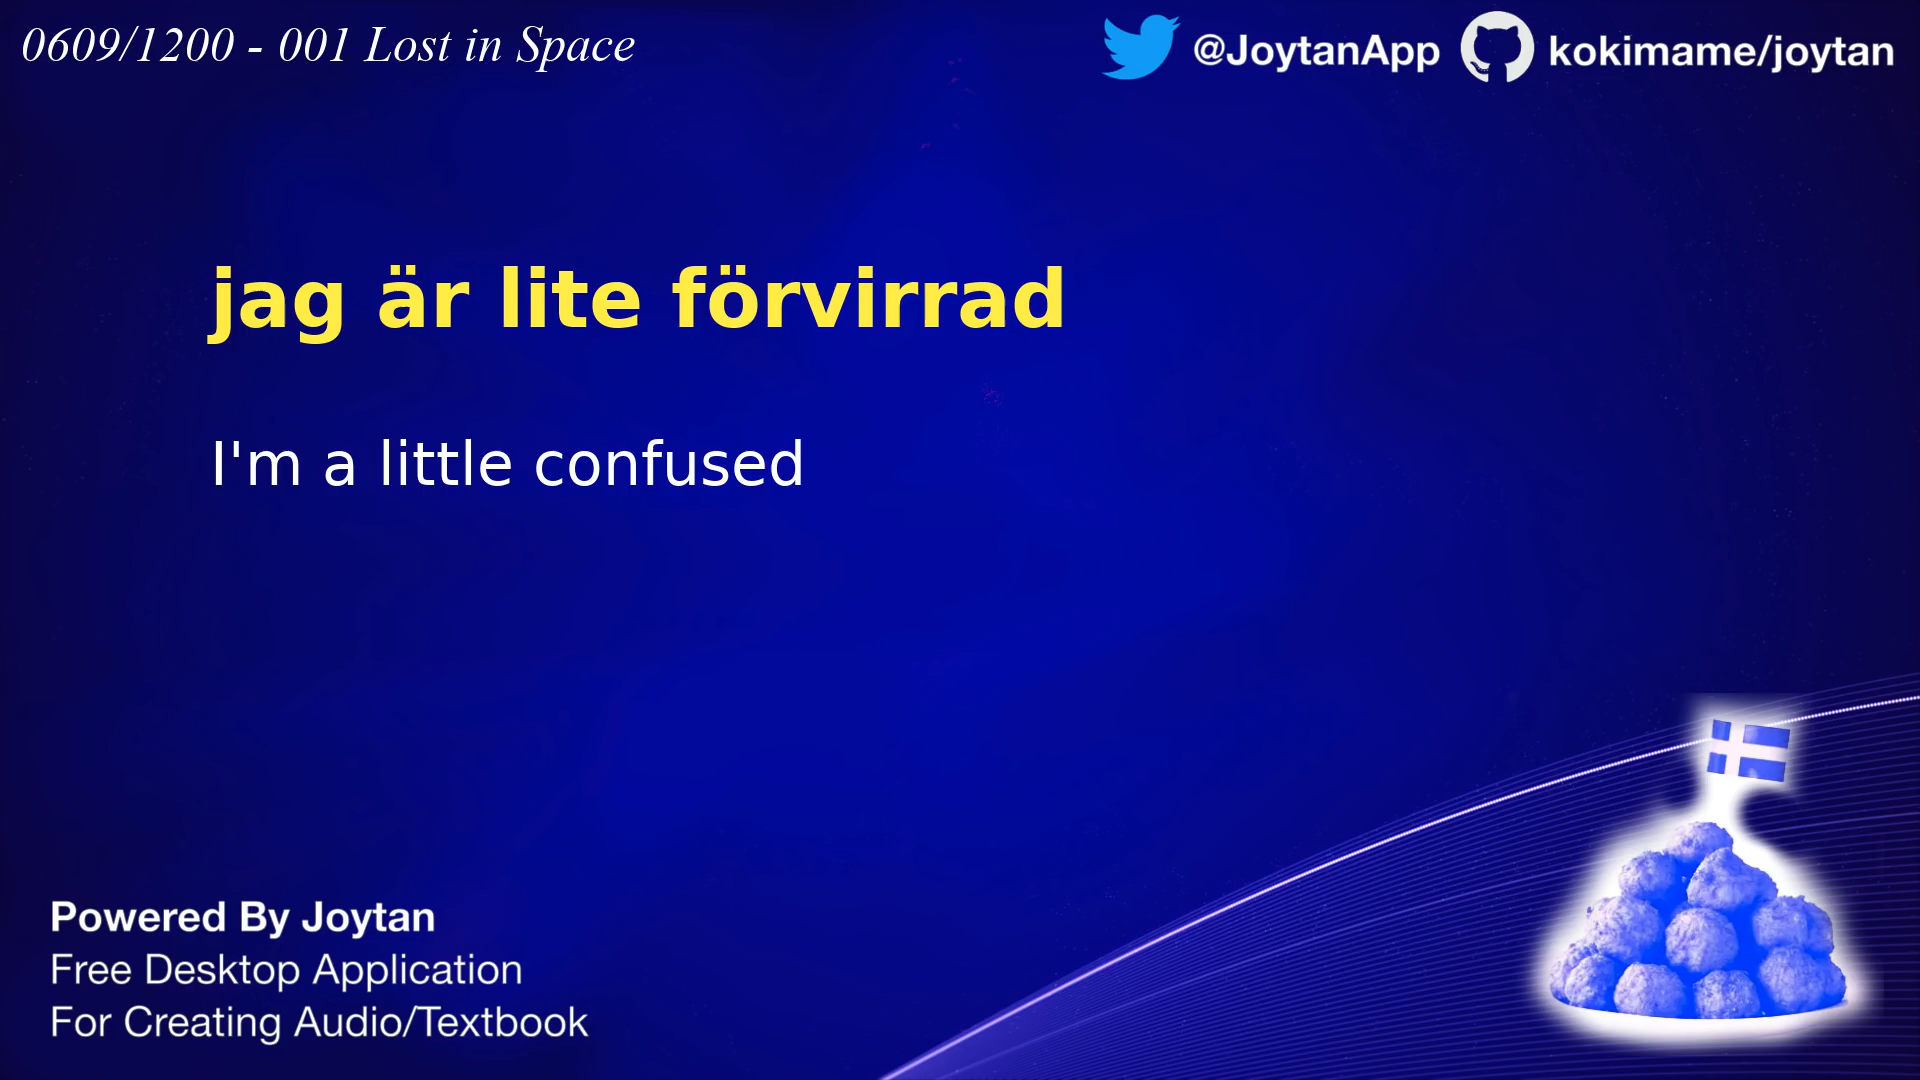 0609/1200 - 001 Lost in Space
@JoytanApp
kokimame/joytan
jag är lite förvirrad
I'm a little confused
Powered By Joytan
Free Desktop Application
For Creating Audio/Textbook